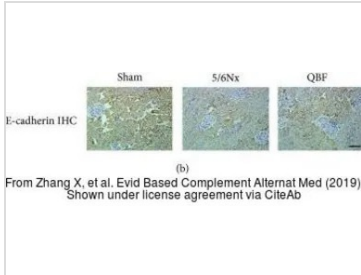 Sham 5/6Nx QBF
E-cadherin IHC
(b)
From Zhang X, et al. Evid Based Complement Alternat Med (2019)
Shown under license agreement via CiteAb